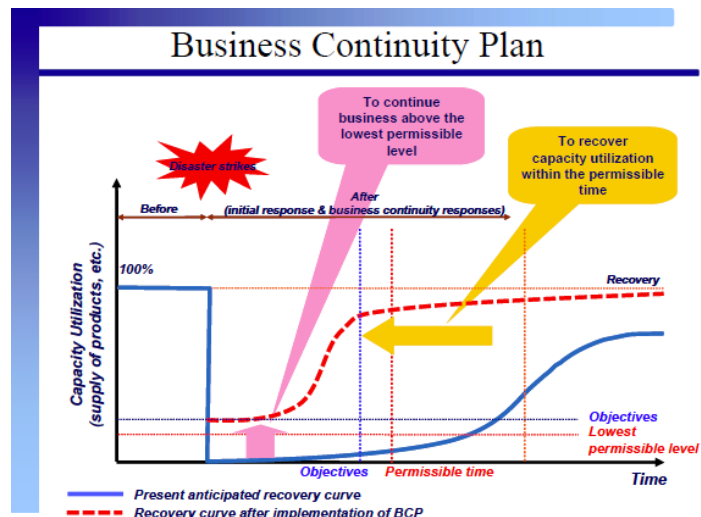 Business Continuity Plan
To continue
business above the
lowest permissible
level
To recover
capacity utilization
within the permissible
time
Disaster strikes
Before
After
(initial response & business continuity responses)
100%
Recovery
Capacity Utilization
(supply of products, etc.)
Objectives
Lowest
permissible level
Objectives
Permissible time
Time
Present anticipated recovery curve
Recovery curve after implementation of BCP